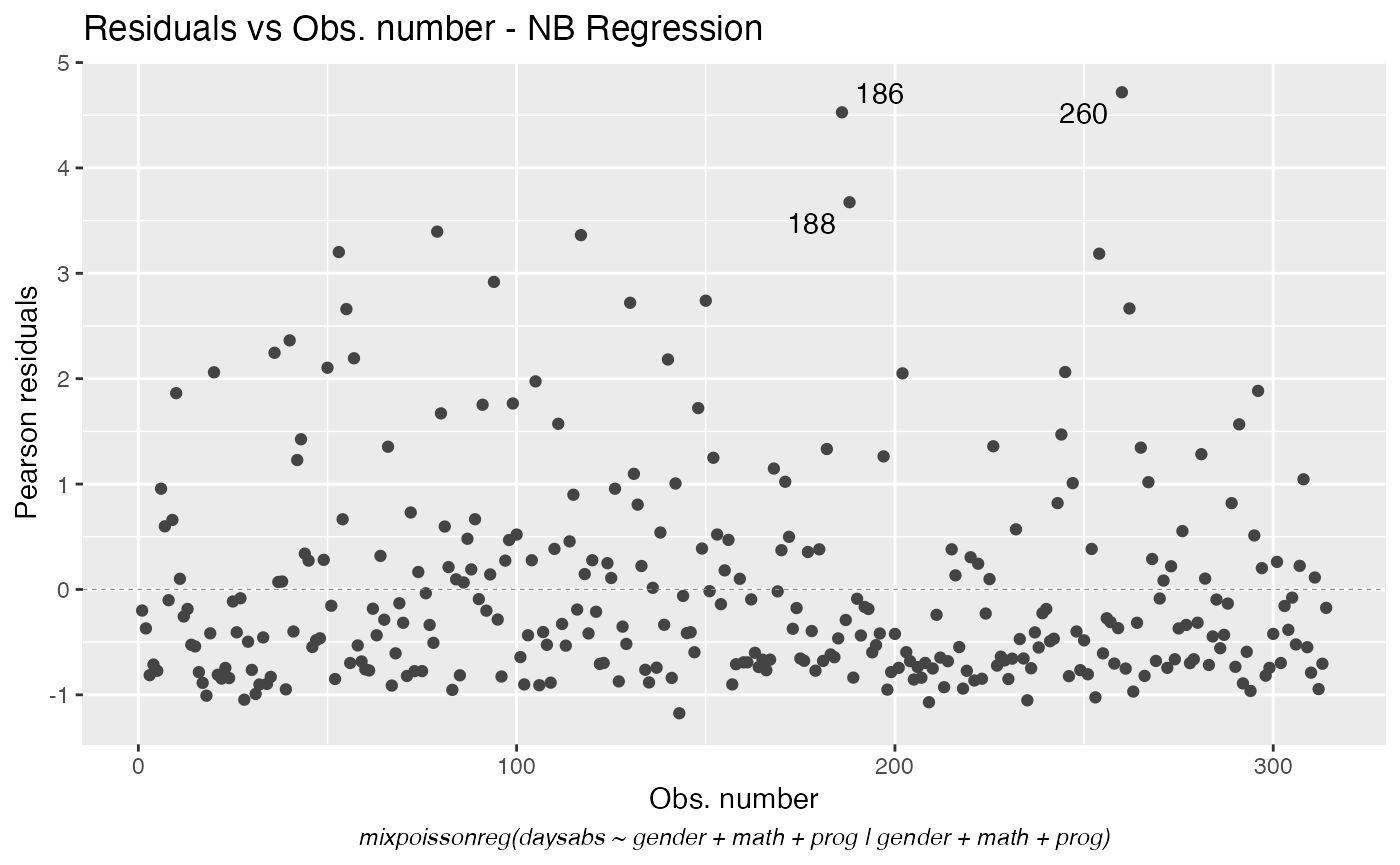 Residuals vs Obs. number - NB Regression
5
186
260
4
188
3
2
1
0
-1
Pearson residuals
0 100 200 300
Obs. number
mixpoissonreg(daysabs ~ gender + math + prog | gender + math + prog)